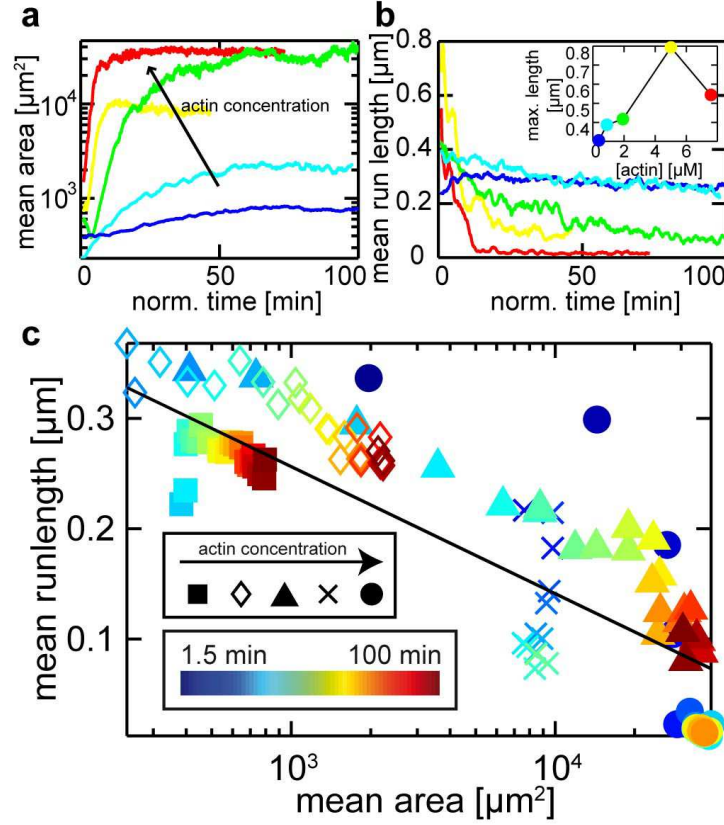 a
mean area [µm²]
10⁴
10³
actin concentration
0
50
100
norm. time [min]
b
mean run length [µm]
0.8
0.6
0.4
0.2
0
0
50
100
norm. time [min]
max. length
[µm]
0.8
0.6
0.6
0.4
2
4
6
[actin] [µM]
c
mean runlength [µm]
0.3
0.2
0.1
10³
10⁴
actin concentration
1.5 min
100 min
10³
10⁴
mean area [µm²]